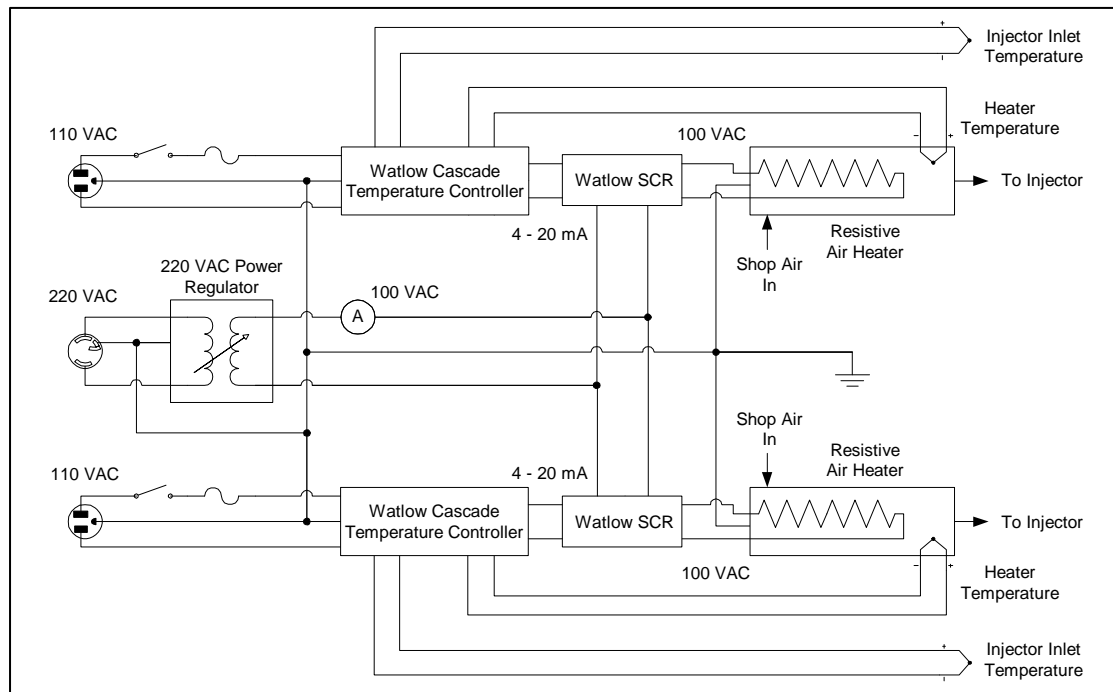 Injector Inlet
Temperature
Heater
Temperature
110 VAC
100 VAC
Watlow Cascade
Temperature Controller
Watlow SCR
To Injector
4 - 20 mA
Resistive
Air Heater
Shop Air
In
220 VAC Power
Regulator
220 VAC
100 VAC
A
Shop Air
In
Resistive
Air Heater
110 VAC
4 - 20 mA
Watlow Cascade
Temperature Controller
Watlow SCR
To Injector
100 VAC
Heater
Temperature
Injector Inlet
Temperature